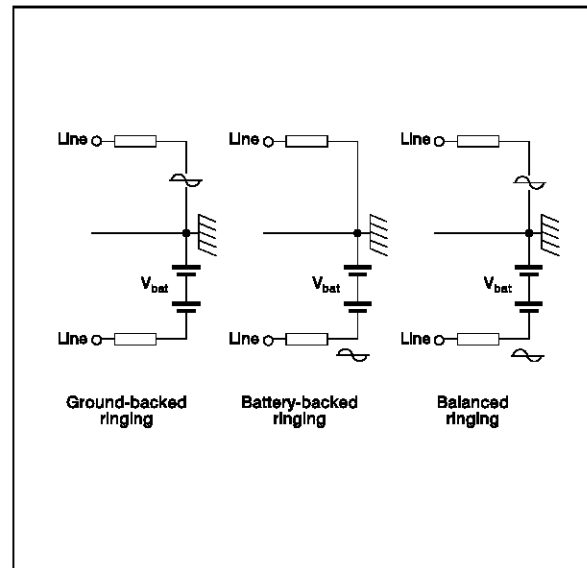 Line
Line
Line
V bat
V bat
V bat
Line
Line
Line
Ground-backed
ringing
Battery-backed
ringing
Balanced
ringing